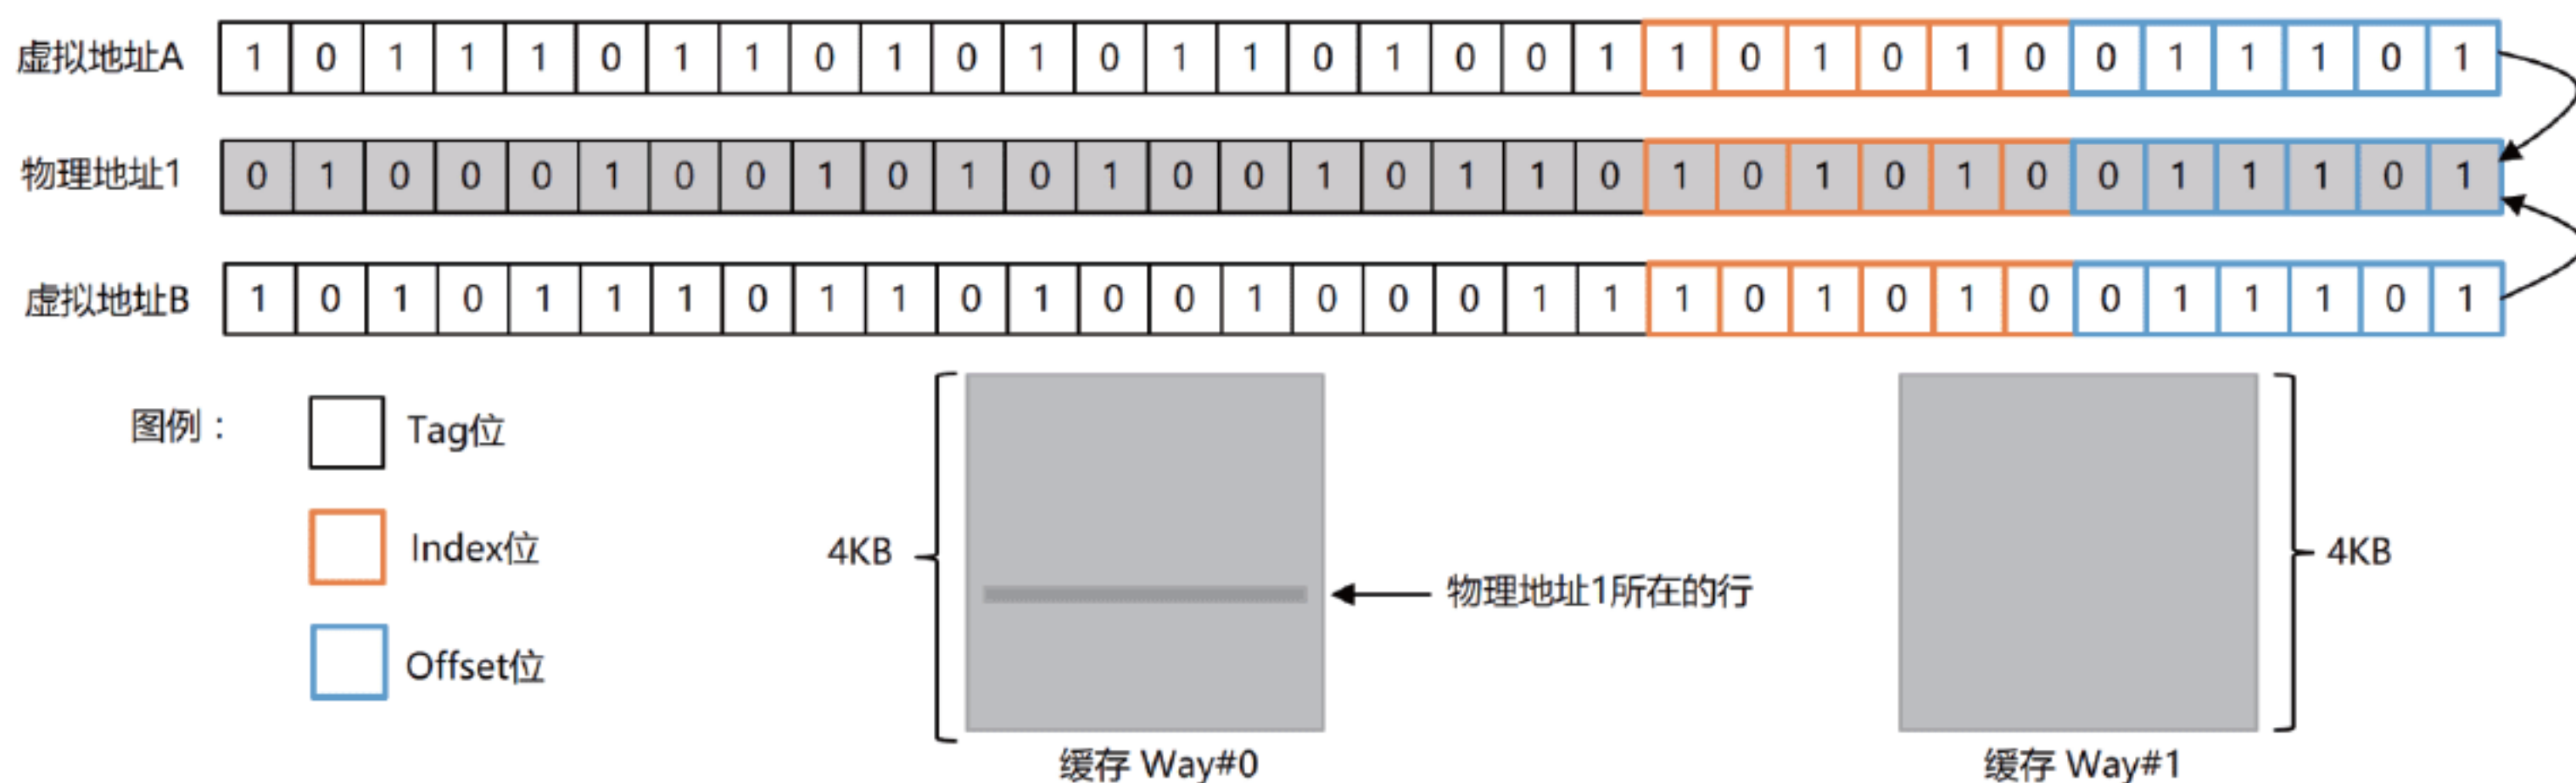 虚拟地址A 1 0 1 1 1 0 1 1 0 1 0 1 0 1 1 0 1 0 0 1 1 0 1 0 1 0 0 1 1 1 0 1
物理地址1 0 1 0 0 0 1 0 0 1 0 1 0 1 0 0 1 0 1 1 0 1 0 1 0 1 0 0 1 1 1 0 1
虚拟地址B 1 0 1 0 1 1 1 0 1 1 0 1 0 0 1 0 0 0 1 1 1 0 1 0 1 0 0 1 1 1 0 1
图例：
Tag位
Index位
Offset位
4KB
物理地址1所在的行
4KB
缓存 Way#0
缓存 Way#1